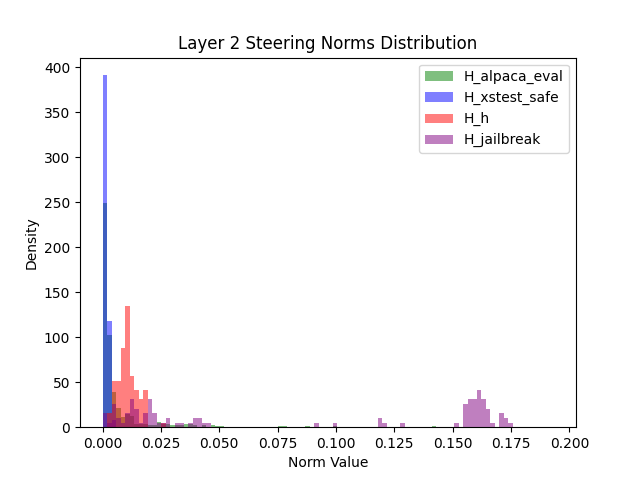 Layer 2 Steering Norms Distribution
400
350
300
250
200
150
100
50
0
Density
H_alpaca_eval
H_xstest_safe
H_h
H_jailbreak
0.000 0.025 0.050 0.075 0.100 0.125 0.150 0.175 0.200
Norm Value